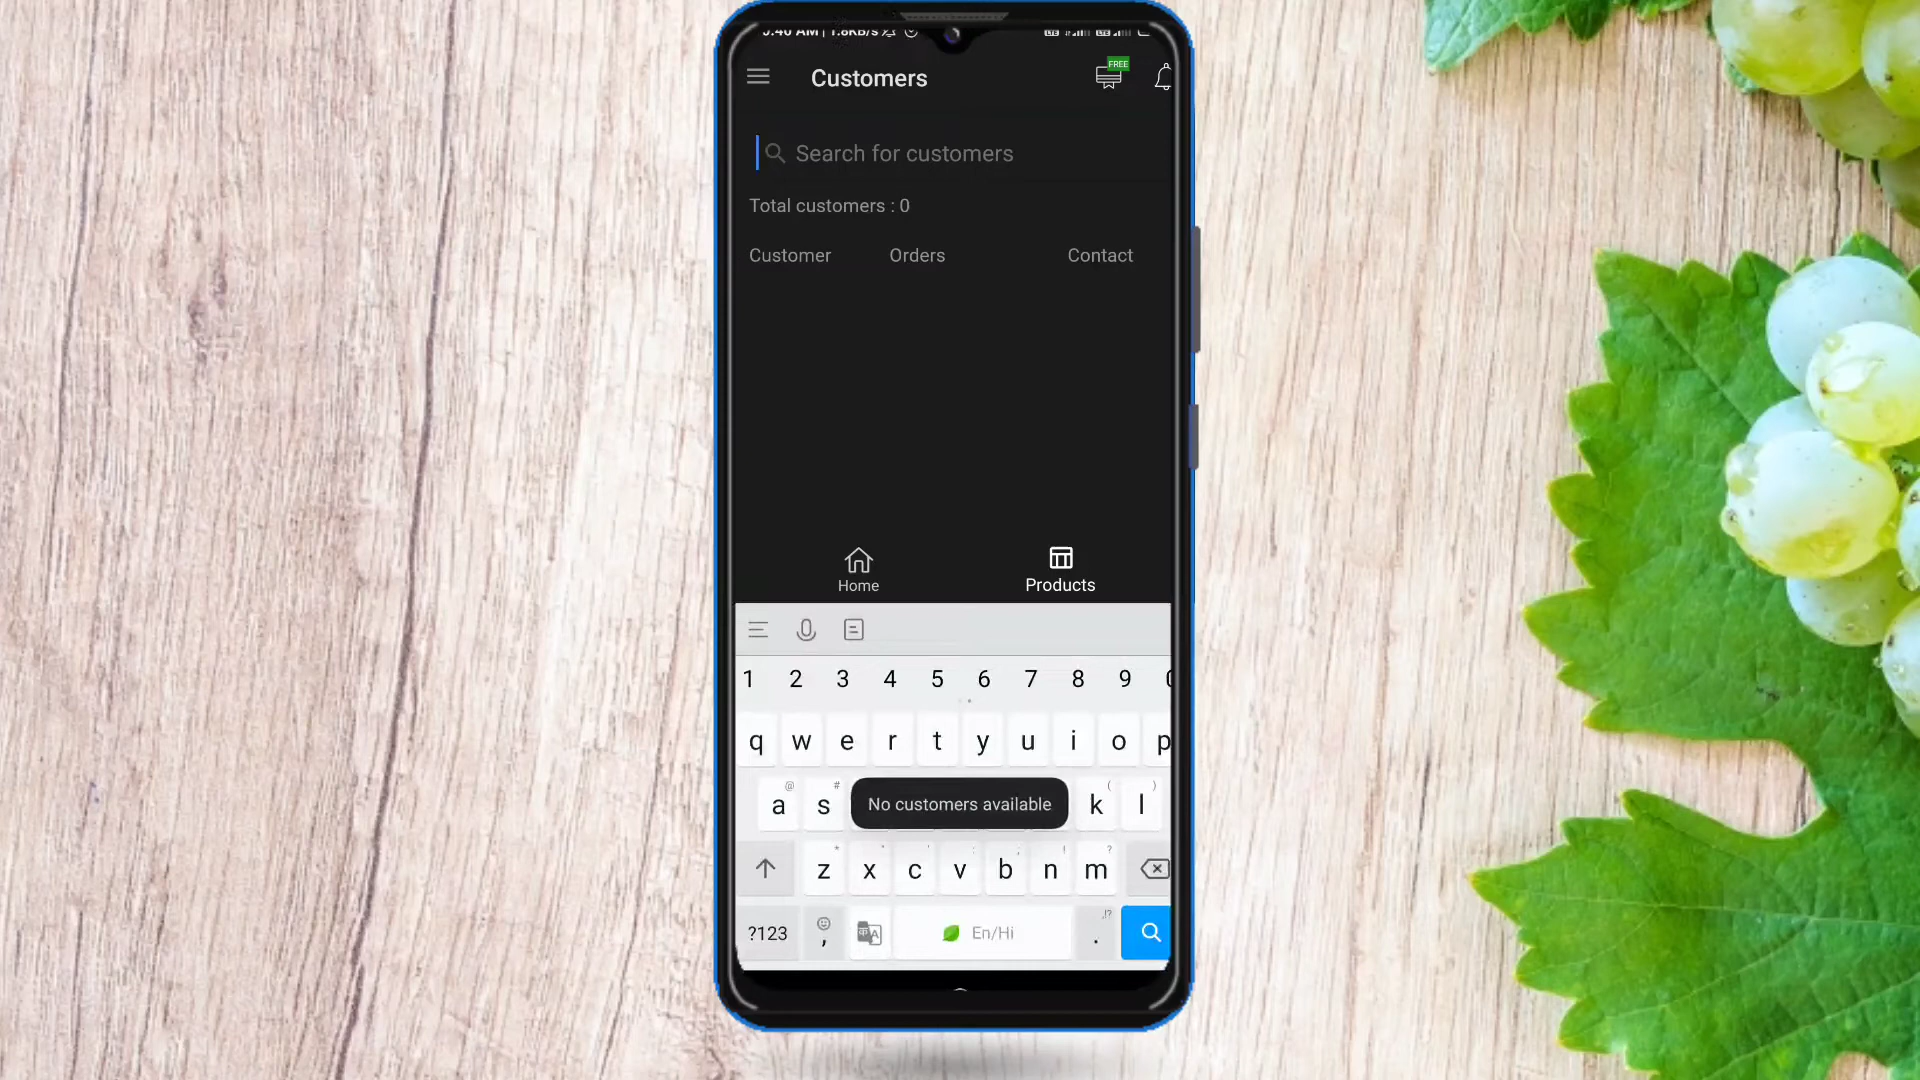 Customers
FREE
Search for customers
Total customers : 0
Customer Orders Contact
Home Products
1 2 3 4 5 6 7 8 9
q w e r t y u i o p
@ # ( )
a s No customers available k l
z x c v b n m
?123 , En/Hi .